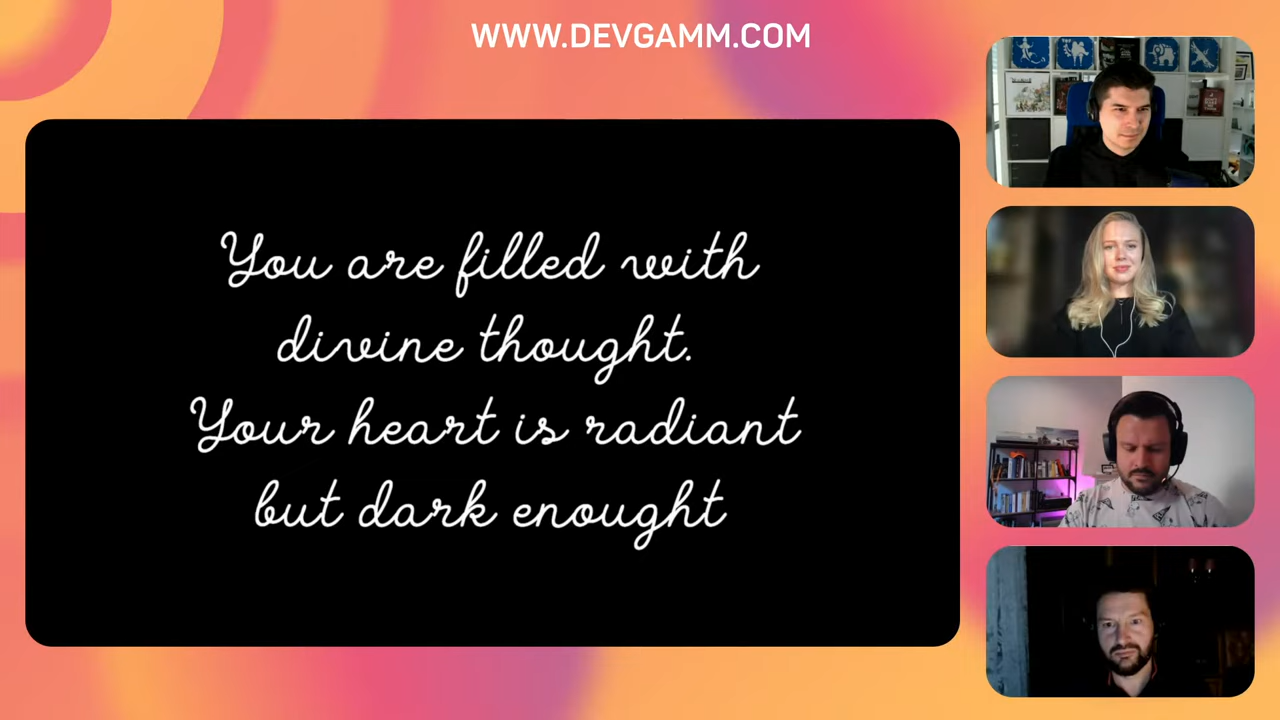 WWW.DEVGAMM.COM
You are filled with
divine thought.
Your heart is radiant
but dark enought